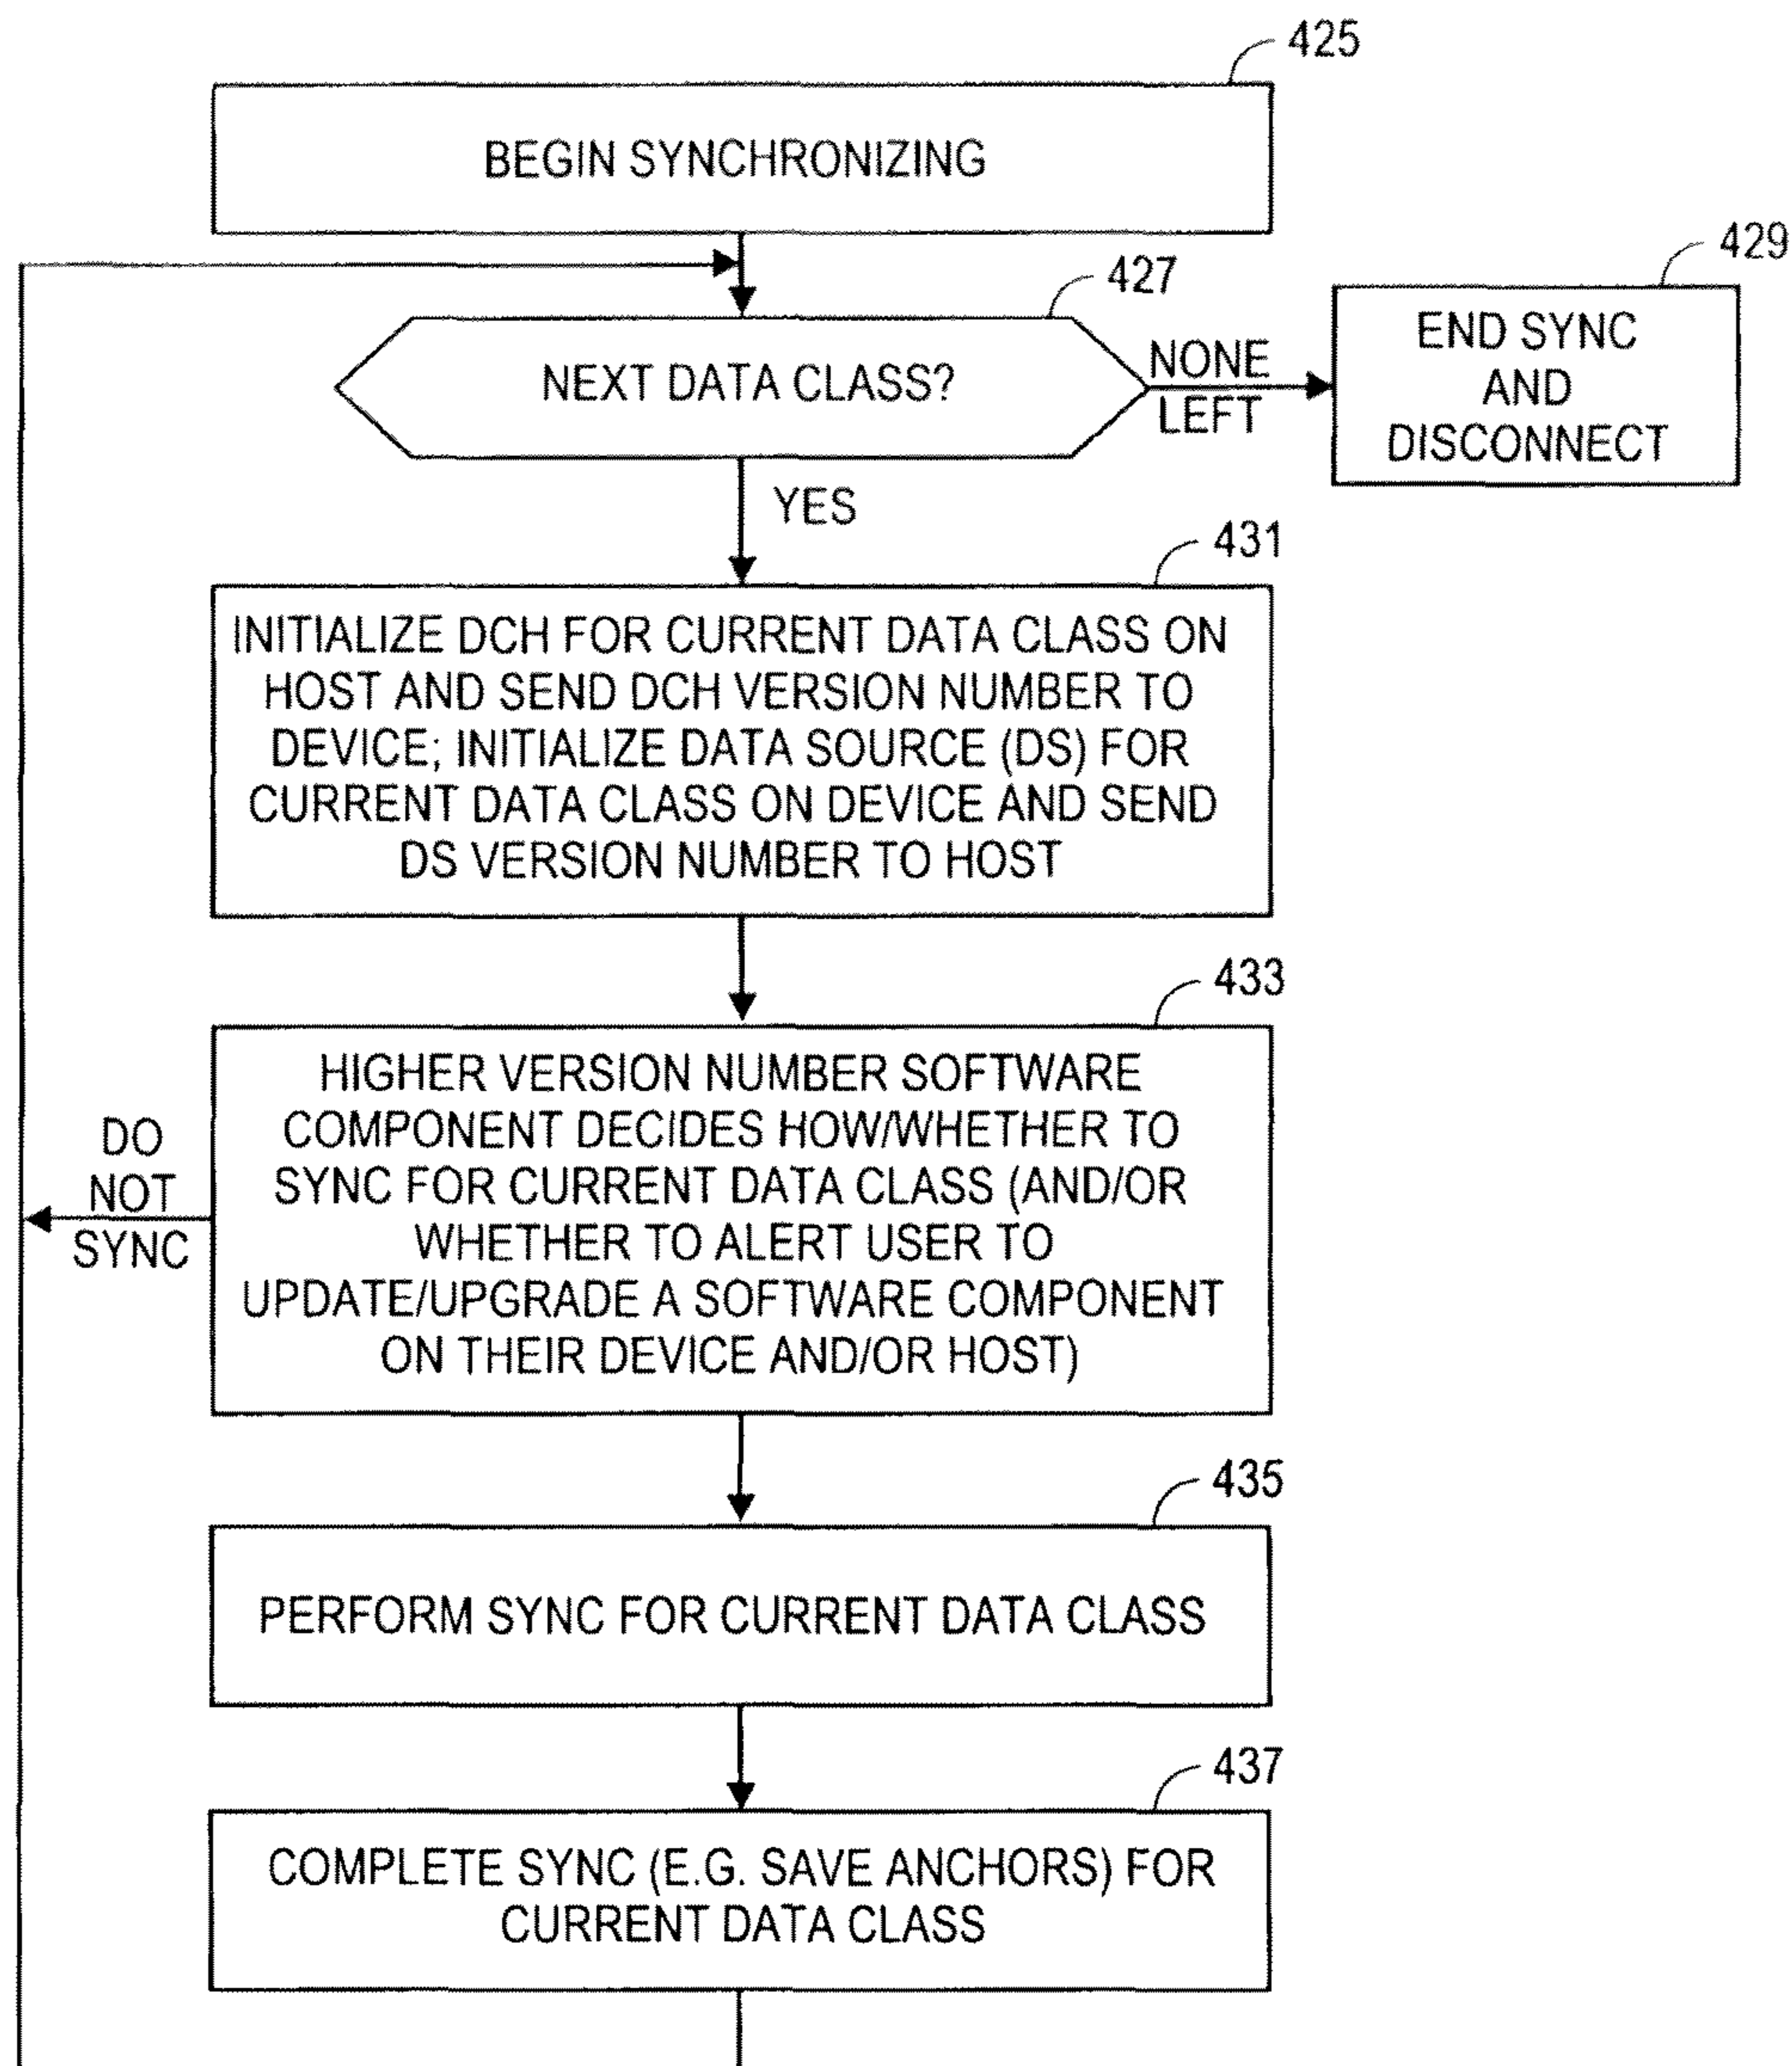 425
BEGIN SYNCHRONIZING
427
429
NEXT DATA CLASS?
NONE
LEFT
END SYNC
AND
DISCONNECT
YES
431
INITIALIZE DCH FOR CURRENT DATA CLASS ON
HOST AND SEND DCH VERSION NUMBER TO
DEVICE; INITIALIZE DATA SOURCE (DS) FOR
CURRENT DATA CLASS ON DEVICE AND SEND
DS VERSION NUMBER TO HOST
433
HIGHER VERSION NUMBER SOFTWARE
COMPONENT DECIDES HOW/WHETHER TO
SYNC FOR CURRENT DATA CLASS (AND/OR
WHETHER TO ALERT USER TO
UPDATE/UPGRADE A SOFTWARE COMPONENT
ON THEIR DEVICE AND/OR HOST)
DO
NOT
SYNC
435
PERFORM SYNC FOR CURRENT DATA CLASS
437
COMPLETE SYNC (E.G. SAVE ANCHORS) FOR
CURRENT DATA CLASS